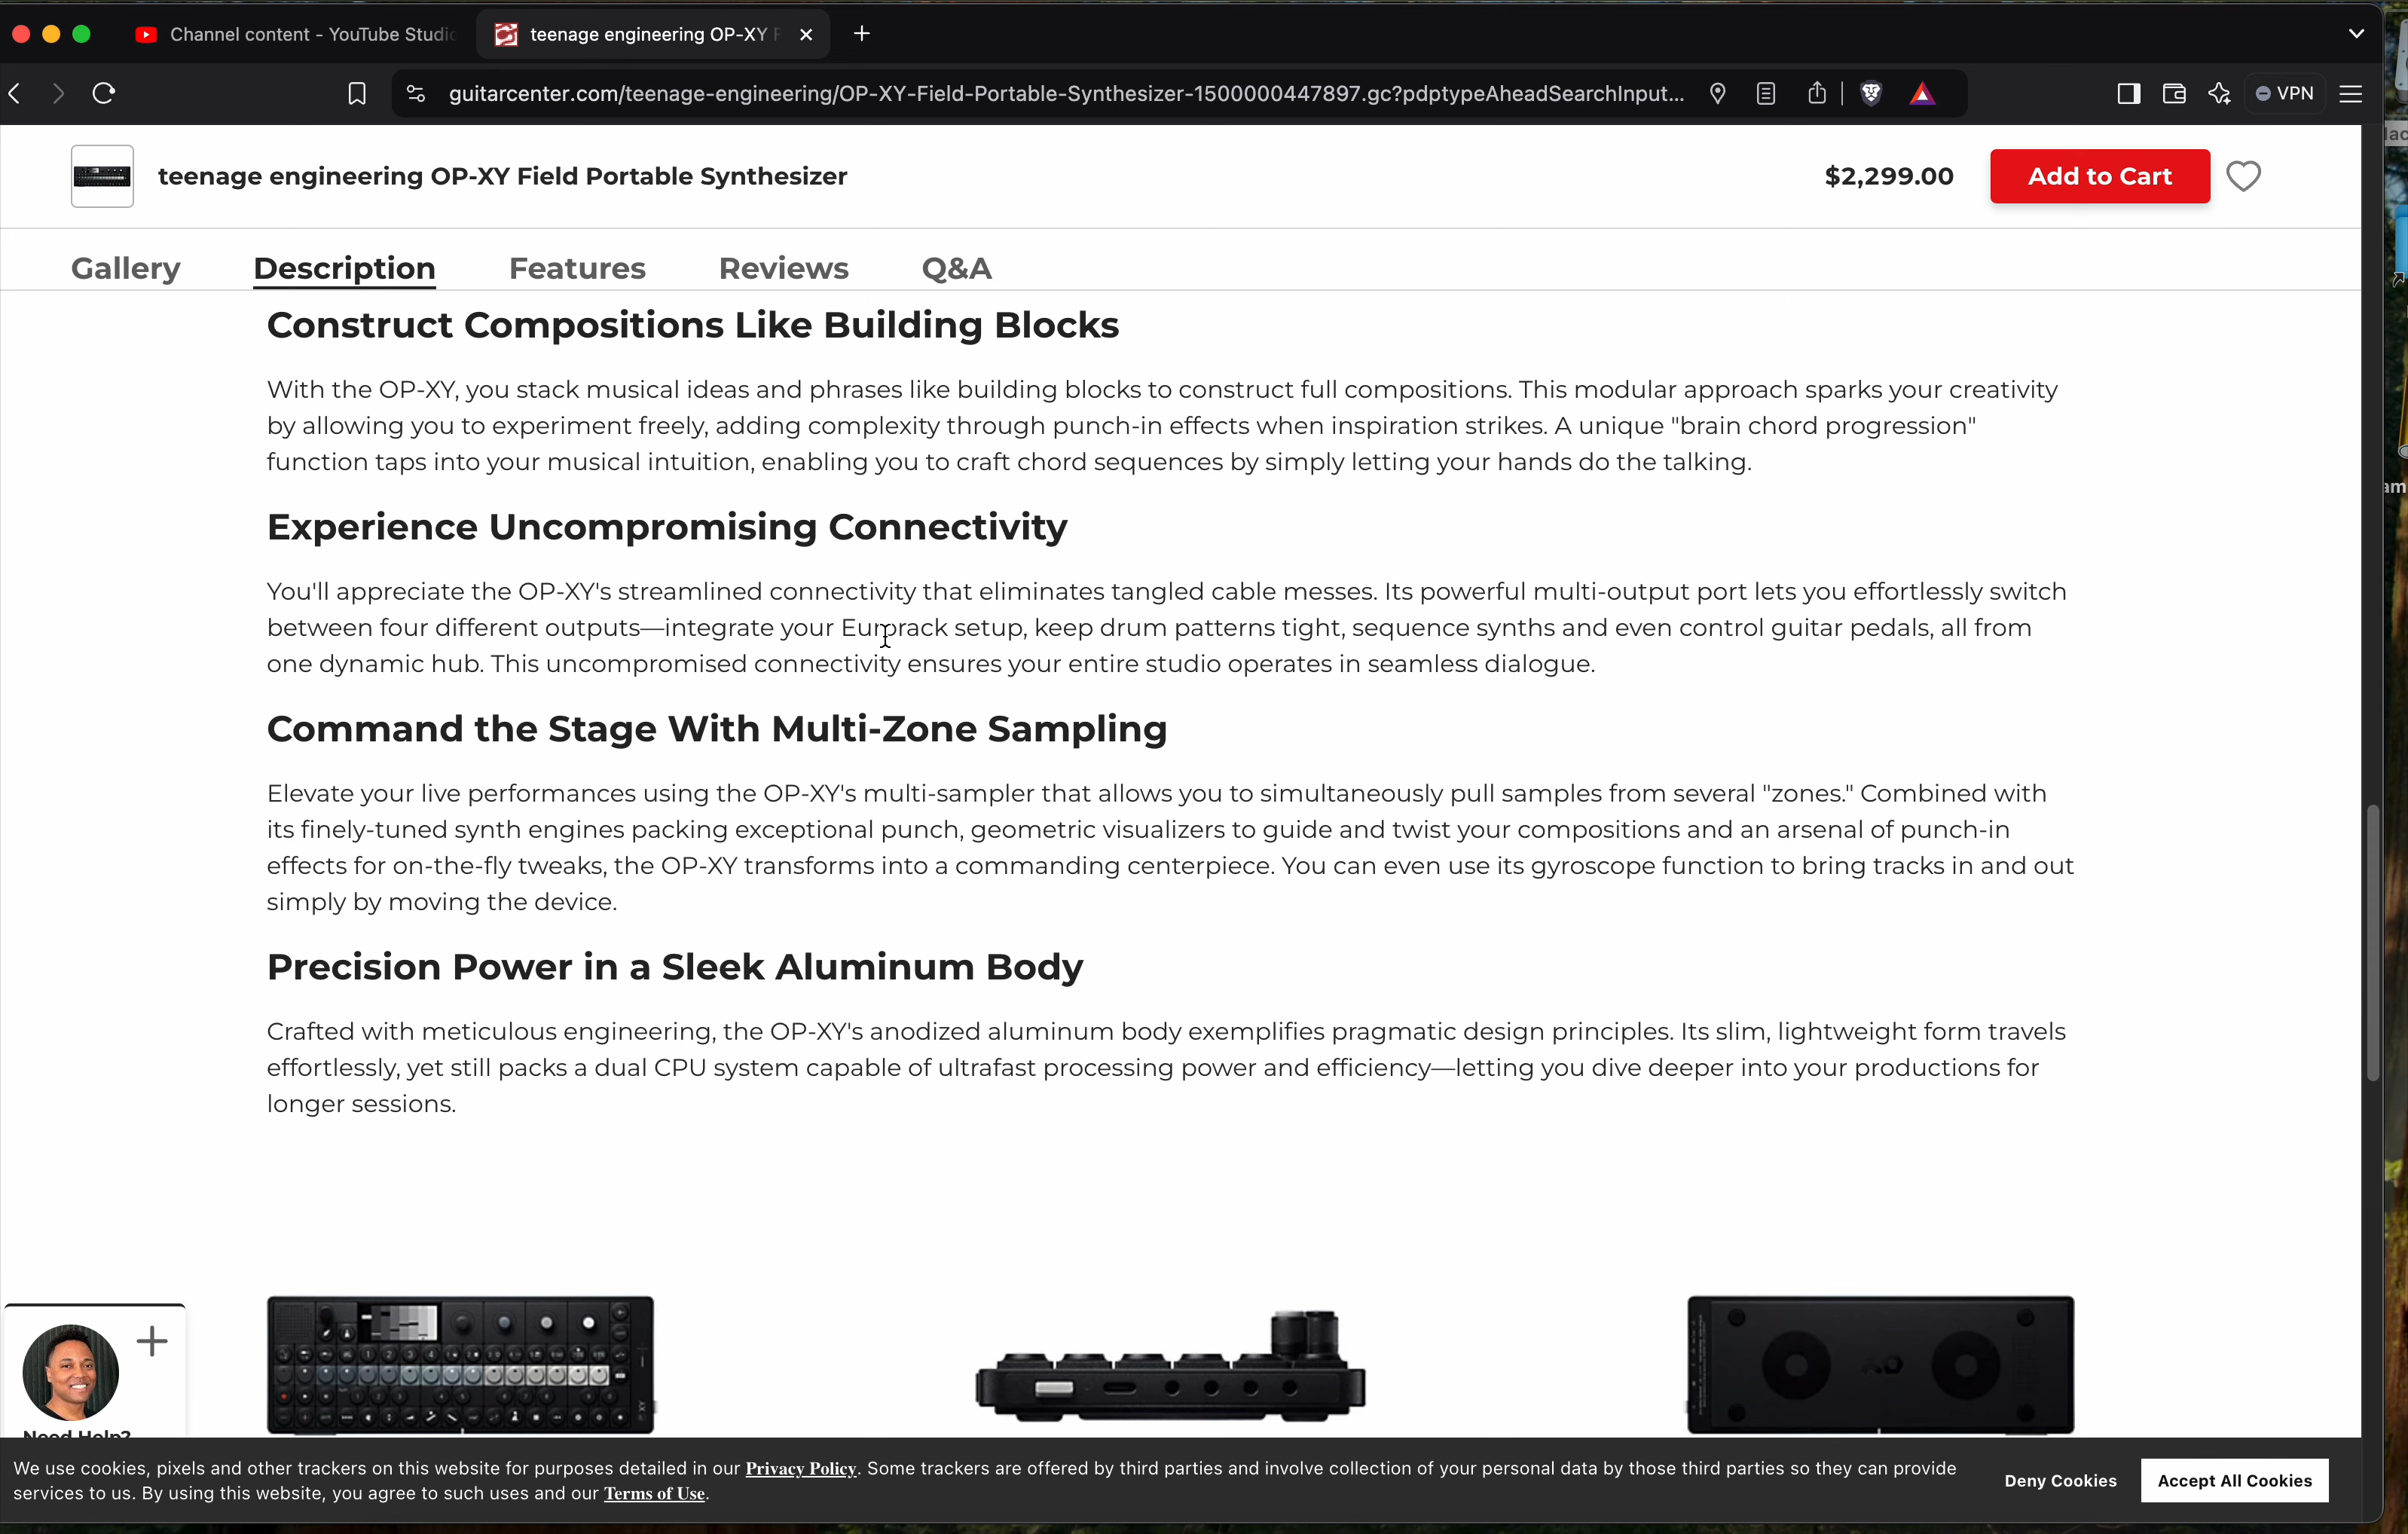 Channel content - YouTube Studio
teenage engineering OP-XY F
guitarcenter.com/teenage-engineering/OP-XY-Field-Portable-Synthesizer-1500000447897.gc?pdptypeAheadSearchInput...
VPN
teenage engineering OP-XY Field Portable Synthesizer
$2,299.00
Add to Cart
Gallery
Description
Features
Reviews
Q&A
Construct Compositions Like Building Blocks
With the OP-XY, you stack musical ideas and phrases like building blocks to construct full compositions. This modular approach sparks your creativity
by allowing you to experiment freely, adding complexity through punch-in effects when inspiration strikes. A unique "brain chord progression"
function taps into your musical intuition, enabling you to craft chord sequences by simply letting your hands do the talking.
Experience Uncompromising Connectivity
You'll appreciate the OP-XY's streamlined connectivity that eliminates tangled cable messes. Its powerful multi-output port lets you effortlessly switch
between four different outputs—integrate your Eurorack setup, keep drum patterns tight, sequence synths and even control guitar pedals, all from
one dynamic hub. This uncompromised connectivity ensures your entire studio operates in seamless dialogue.
Command the Stage With Multi-Zone Sampling
Elevate your live performances using the OP-XY's multi-sampler that allows you to simultaneously pull samples from several "zones." Combined with
its finely-tuned synth engines packing exceptional punch, geometric visualizers to guide and twist your compositions and an arsenal of punch-in
effects for on-the-fly tweaks, the OP-XY transforms into a commanding centerpiece. You can even use its gyroscope function to bring tracks in and out
simply by moving the device.
Precision Power in a Sleek Aluminum Body
Crafted with meticulous engineering, the OP-XY's anodized aluminum body exemplifies pragmatic design principles. Its slim, lightweight form travels
effortlessly, yet still packs a dual CPU system capable of ultrafast processing power and efficiency—letting you dive deeper into your productions for
longer sessions.
Need Help?
We use cookies, pixels and other trackers on this website for purposes detailed in our Privacy Policy. Some trackers are offered by third parties and involve collection of your personal data by those third parties so they can provide
services to us. By using this website, you agree to such uses and our Terms of Use.
Deny Cookies
Accept All Cookies